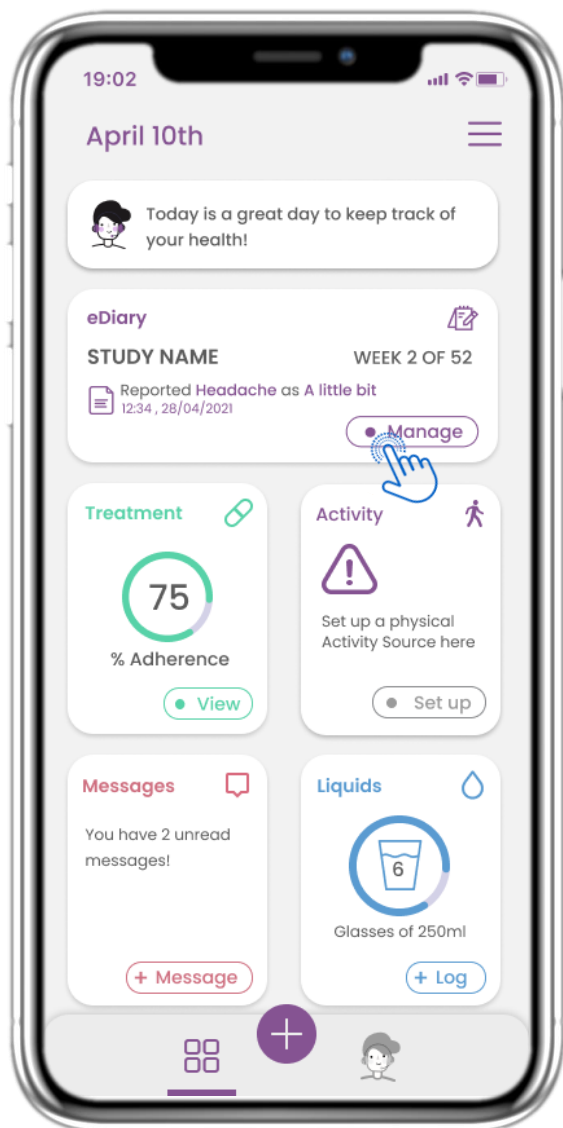 19:02
April 10th
Today is a great day to keep track of
your health!
eDiary
STUDY NAME
WEEK 2 OF 52
Reported Headache as A little bit
12:34 , 28/04/2021
Manage
Treatment
75
% Adherence
View
Activity
Set up a physical
Activity Source here
Set up
Messages
You have 2 unread
messages!
+ Message
Liquids
6
Glasses of 250ml
+ Log